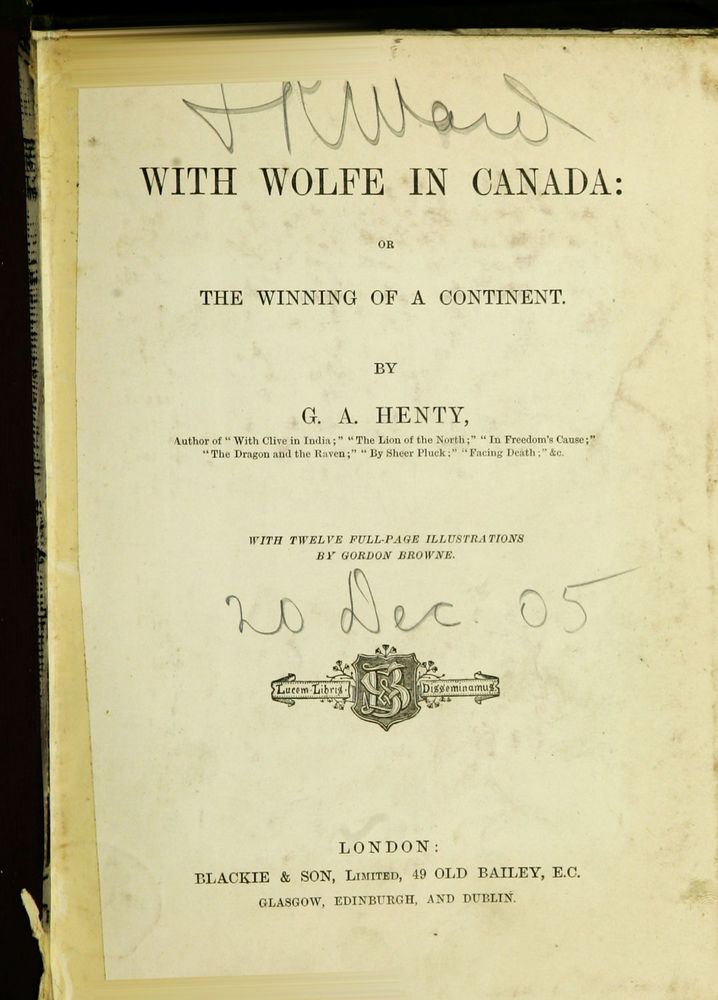 Ward
WITH WOLFE IN CANADA:
OR
THE WINNING OF A CONTINENT.
BY
G. A. HENTY,
Author of "With Clive in India;" "The Lion of the North;" "In Freedom's Cause;"
"The Dragon and the Raven;" "By Sheer Pluck;" "Facing Death;" &c.
WITH TWELVE FULL-PAGE ILLUSTRATIONS
BY GORDON BROWNE.
20 Dec. 05
Lucem Libris Disseminamus
LONDON:
BLACKIE & SON, LIMITED, 49 OLD BAILEY, E.C.
GLASGOW, EDINBURGH, AND DUBLIN.